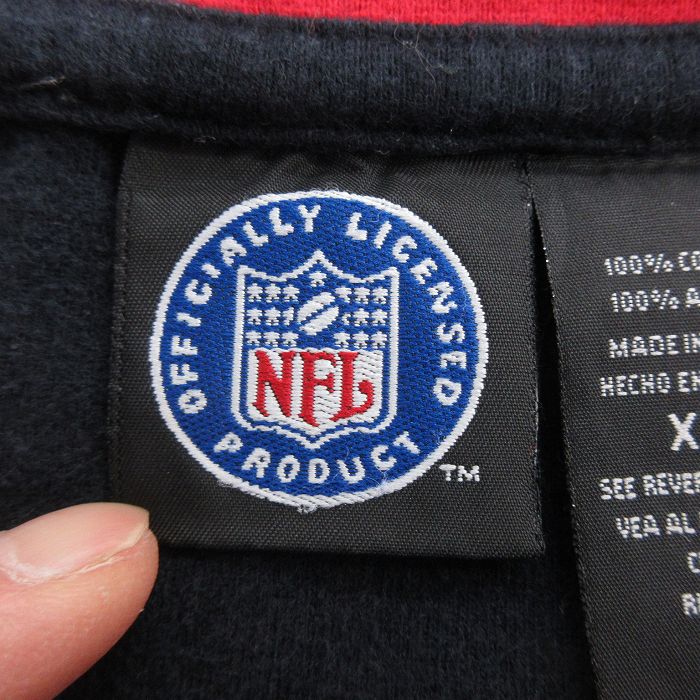 OFFICIALLY LICENSED
NFL
PRODUCT
TM
100% CO
100% A
MADE IN
HECHO EN
X
SEE REVER
VEA AL
C
R